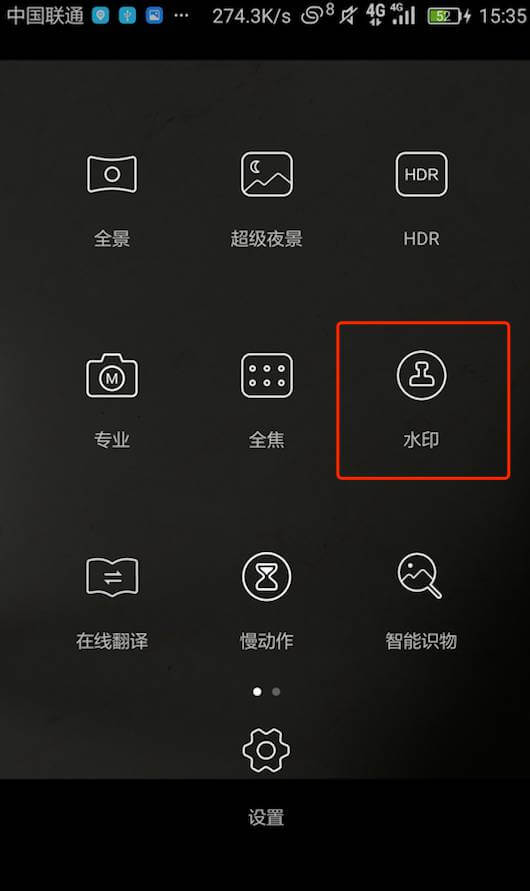 中国联通 ··· 274.3K/s 8 4G 4G 52 15:35
全景 超级夜景 HDR HDR
M
专业 全焦 水印
在线翻译 慢动作 智能识物
设置